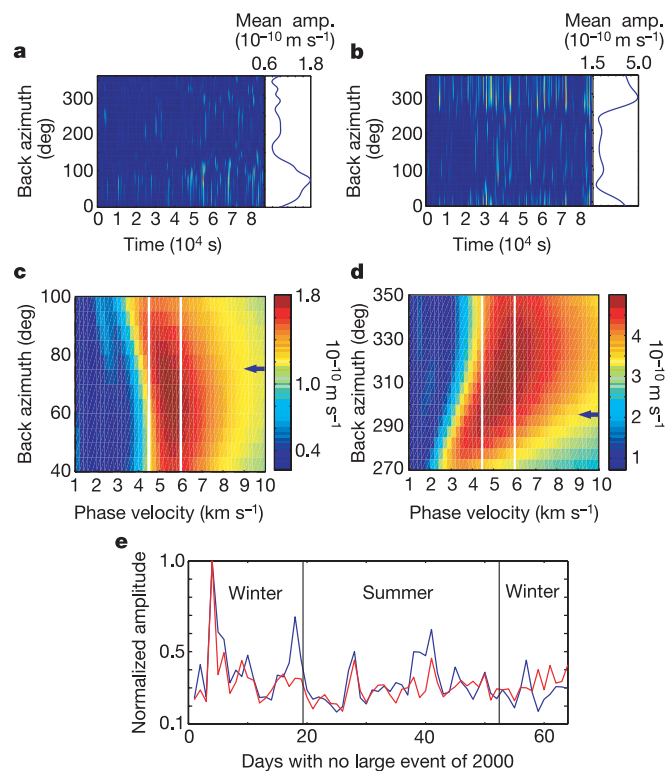 Mean amp.
(10⁻¹⁰ m s⁻¹)
a
0.6 1.8
300
200
100
0
Back azimuth
(deg)
0 1 2 3 4 5 6 7 8
Time (10⁴ s)
Mean amp.
(10⁻¹⁰ m s⁻¹)
b
1.5 5.0
300
200
100
0
Back azimuth
(deg)
0 1 2 3 4 5 6 7 8
Time (10⁴ s)
c
100
80
60
40
Back azimuth (deg)
1 2 3 4 5 6 7 8 9 10
Phase velocity (km s⁻¹)
1.8
1.0
0.4
10⁻¹⁰ m s⁻¹
d
350
330
310
290
270
Back azimuth (deg)
1 2 3 4 5 6 7 8 9 10
Phase velocity (km s⁻¹)
4
3
2
1
10⁻¹⁰ m s⁻¹
e
1.0
0.5
0.1
Normalized amplitude
Winter Summer Winter
0 20 40 60
Days with no large event of 2000